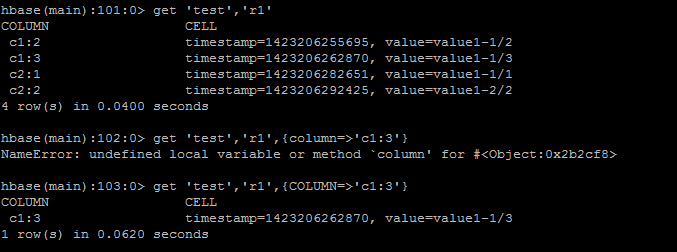 hbase(main):101:0> get 'test','r1'
COLUMN                CELL
 c1:2                 timestamp=1423206255695, value=value1-1/2
 c1:3                 timestamp=1423206262870, value=value1-1/3
 c2:1                 timestamp=1423206282651, value=value1-1/1
 c2:2                 timestamp=1423206292425, value=value1-2/2
4 row(s) in 0.0400 seconds
hbase(main):102:0> get 'test','r1',{column=>'c1:3'}
NameError: undefined local variable or method `column' for #<Object:0x2b2cf8>
hbase(main):103:0> get 'test','r1',{COLUMN=>'c1:3'}
COLUMN                CELL
 c1:3                 timestamp=1423206262870, value=value1-1/3
1 row(s) in 0.0620 seconds